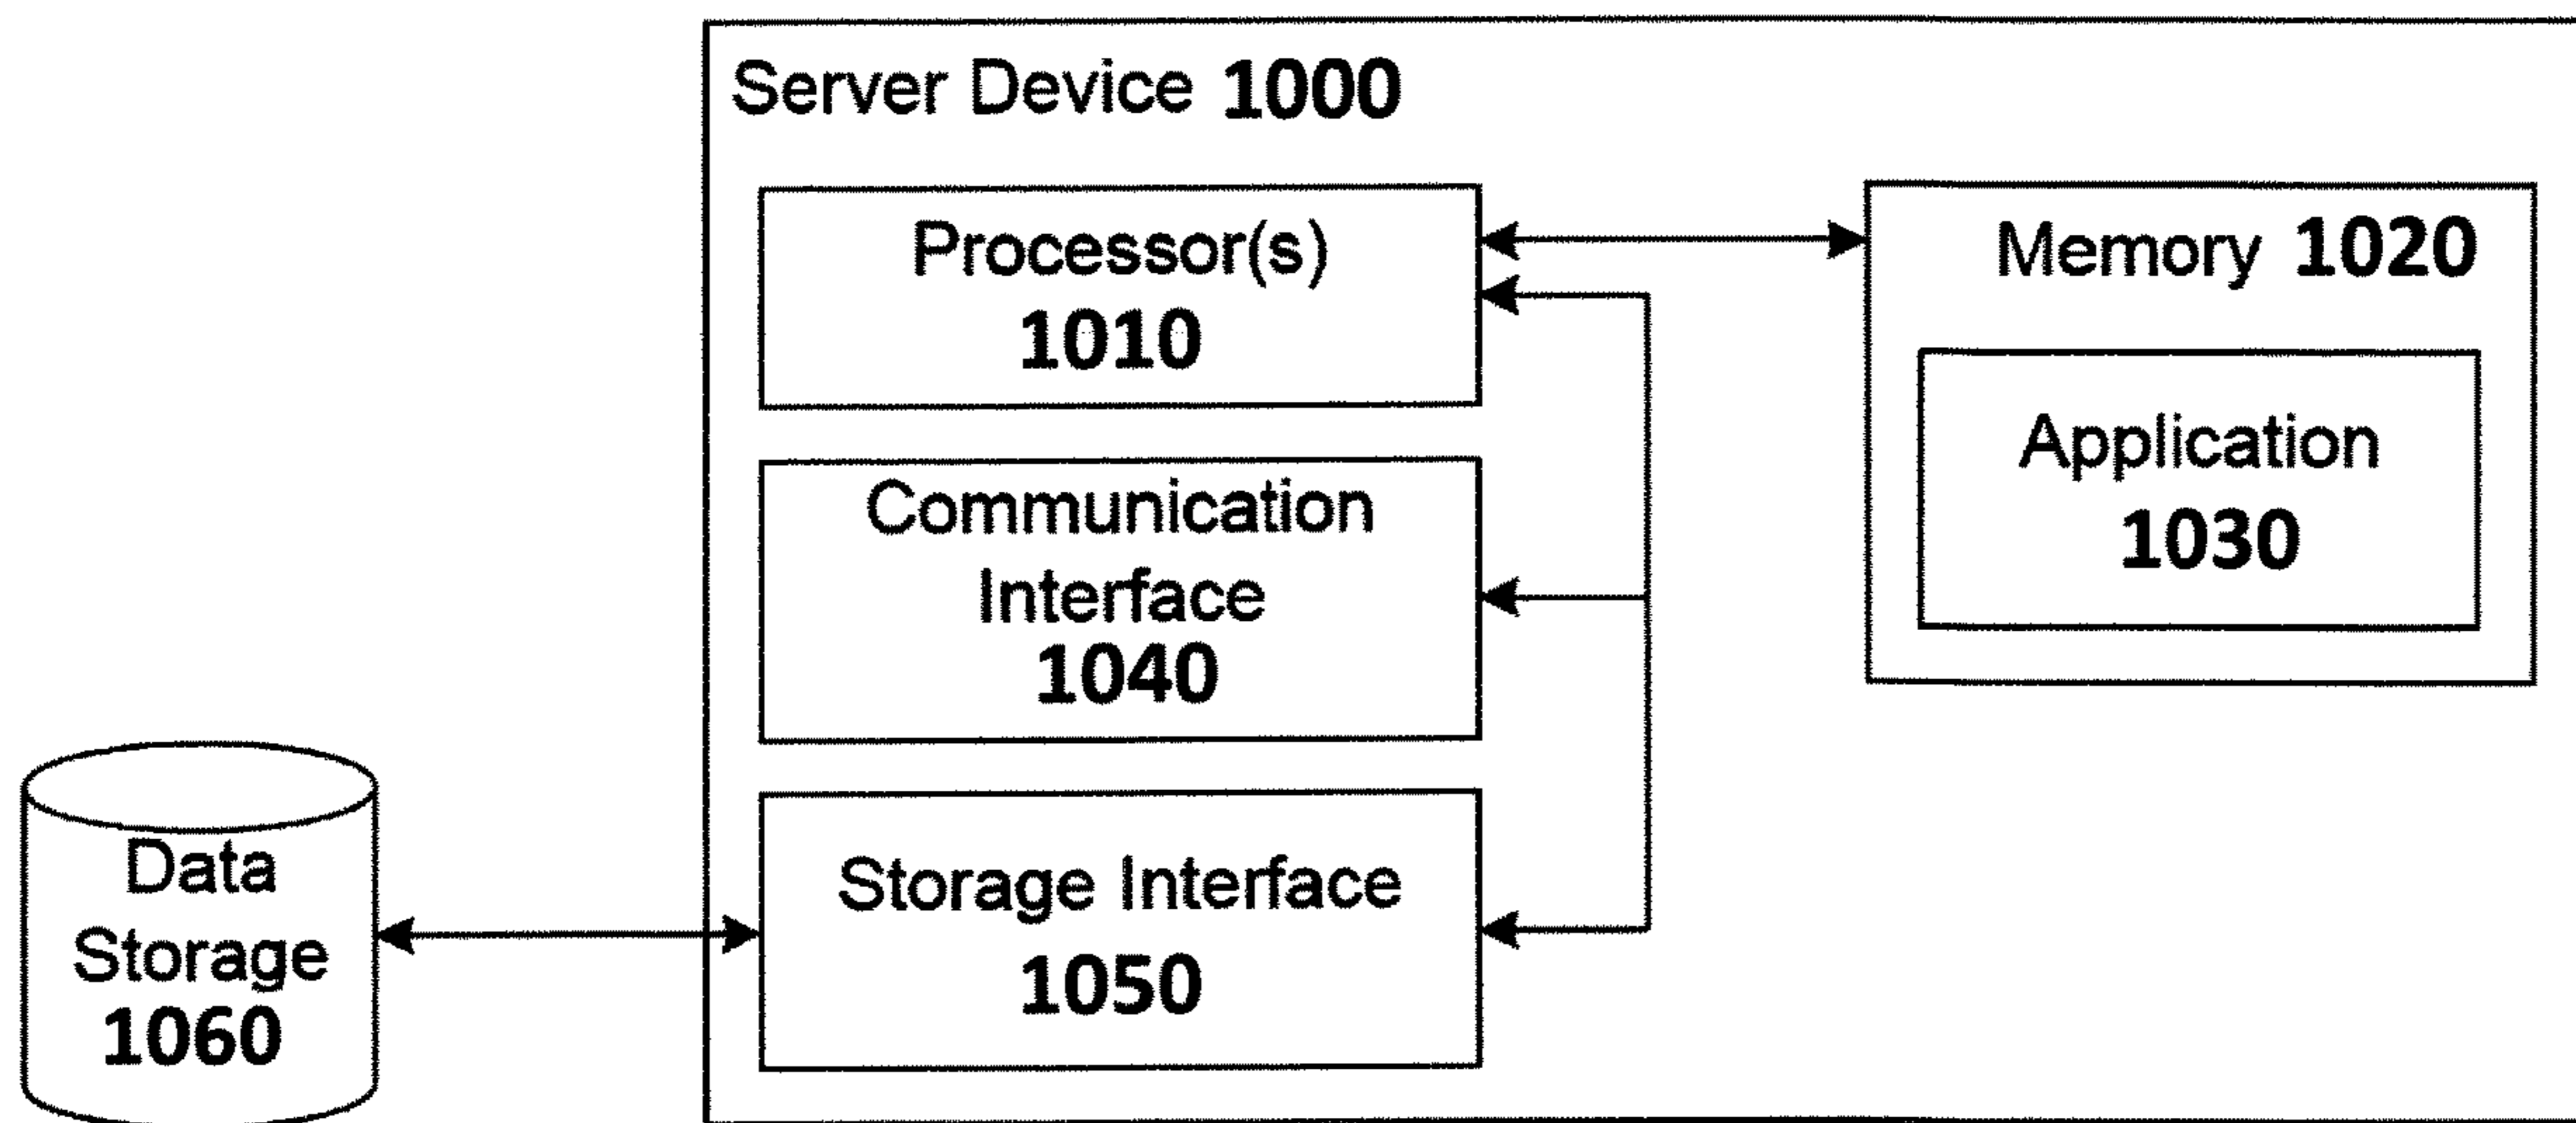 Server Device 1000
Processor(s)
1010
Memory 1020
Application
1030
Communication
Interface
1040
Storage Interface
1050
Data
Storage
1060